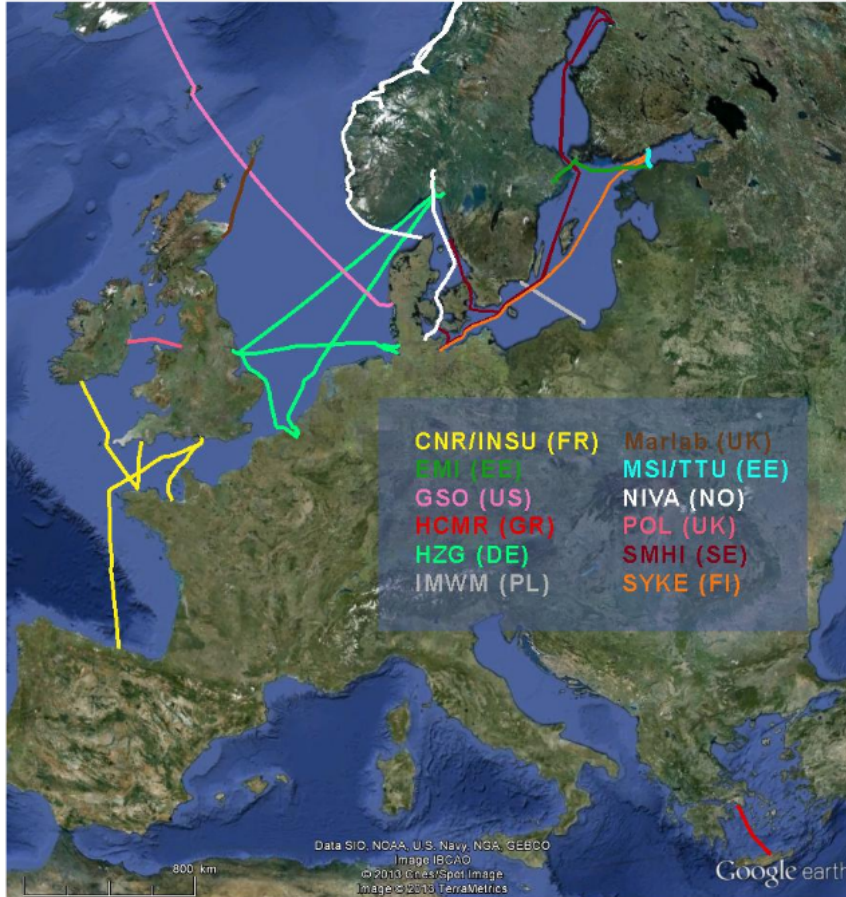 CNR/INSU (FR) Marlab (UK)
EMI (EE) MSI/TTU (EE)
GSO (US) NIVA (NO)
HCMR (GR) POL (UK)
HZG (DE) SMHI (SE)
IMWM (PL) SYKE (FI)
Data SIO, NOAA, U.S. Navy, NGA, GEBCO
Image IBCAO
© 2013 Cnes/Spot Image
Image © 2013 TerraMetrics
800 km
Google earth